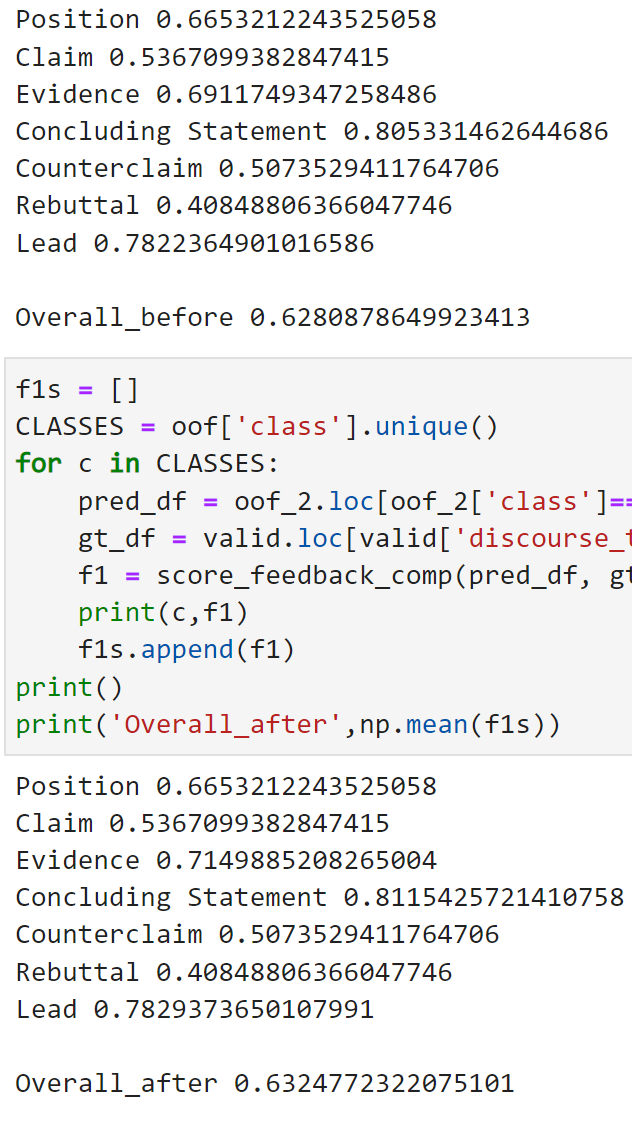 Position 0.6653212243525058
Claim 0.5367099382847415
Evidence 0.6911749347258486
Concluding Statement 0.805331462644686
Counterclaim 0.5073529411764706
Rebuttal 0.40848806366047746
Lead 0.7822364901016586
Overall_before 0.6280878649923413
f1s = []
CLASSES = oof['class'].unique()
for c in CLASSES:
    pred_df = oof_2.loc[oof_2['class']==
    gt_df = valid.loc[valid['discourse_t
    f1 = score_feedback_comp(pred_df, gt
    print(c,f1)
    f1s.append(f1)
print()
print('Overall_after',np.mean(f1s))
Position 0.6653212243525058
Claim 0.5367099382847415
Evidence 0.7149885208265004
Concluding Statement 0.8115425721410758
Counterclaim 0.5073529411764706
Rebuttal 0.40848806366047746
Lead 0.7829373650107991
Overall_after 0.6324772322075101